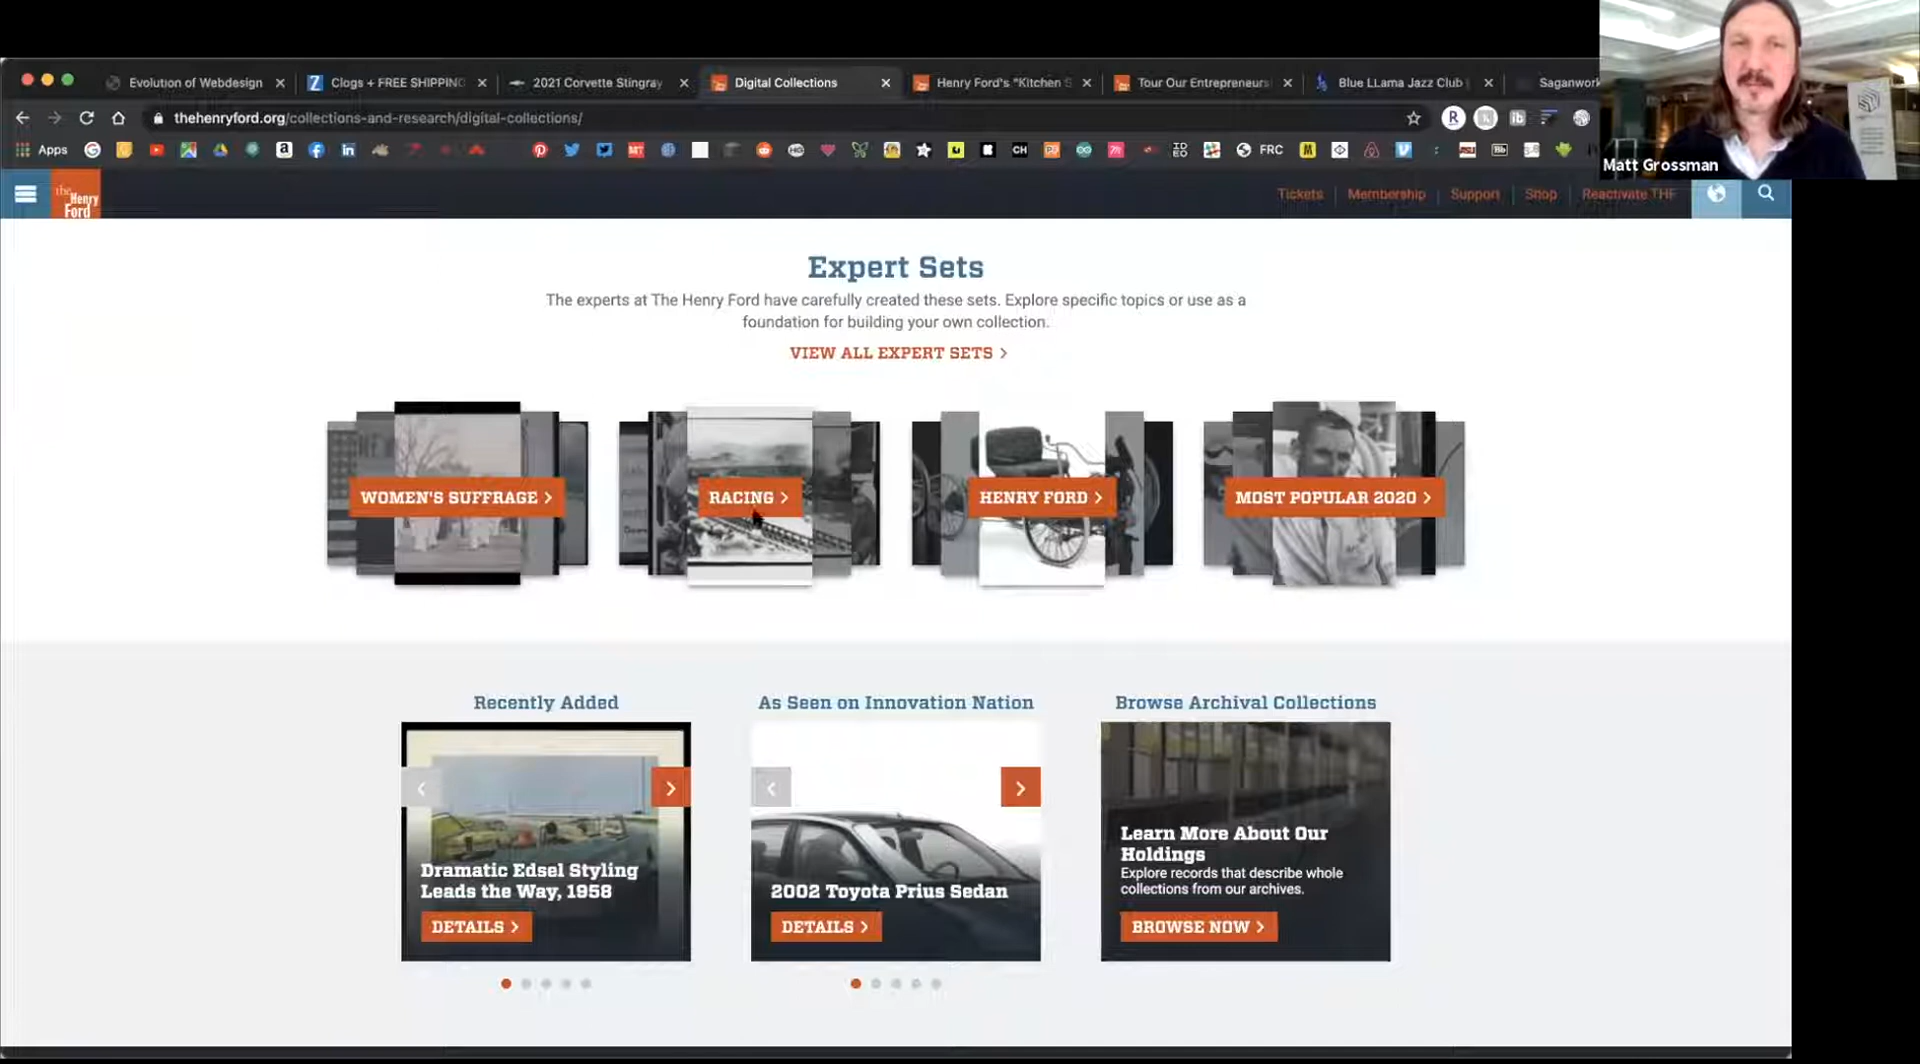 Evolution of Webdesign
Clogs + FREE SHIPPING
2021 Corvette Stingray
Digital Collections
Henry Ford's "Kitchen S
Tour Our Entrepreneurs
Blue LLama Jazz Club
Saganwork
thehenryford.org/collections-and-research/digital-collections/
Apps
FRC
Matt Grossman
the
Henry
Ford
Tickets
Membership
Support
Shop
Reactivate THF
Expert Sets
The experts at The Henry Ford have carefully created these sets. Explore specific topics or use as a
foundation for building your own collection.
VIEW ALL EXPERT SETS >
WOMEN'S SUFFRAGE >
RACING >
HENRY FORD >
MOST POPULAR 2020 >
Recently Added
Dramatic Edsel Styling
Leads the Way, 1958
DETAILS >
As Seen on Innovation Nation
2002 Toyota Prius Sedan
DETAILS >
Browse Archival Collections
Learn More About Our
Holdings
Explore records that describe whole
collections from our archives.
BROWSE NOW >